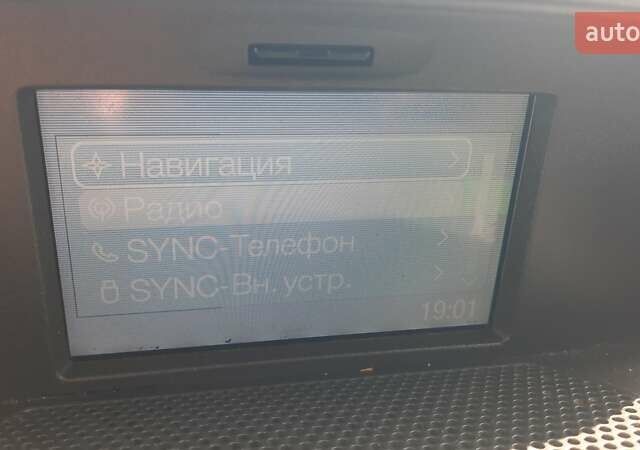 auto
Навигация
Радио
SYNC-Телефон
SYNC-Вн. устр.
19:01